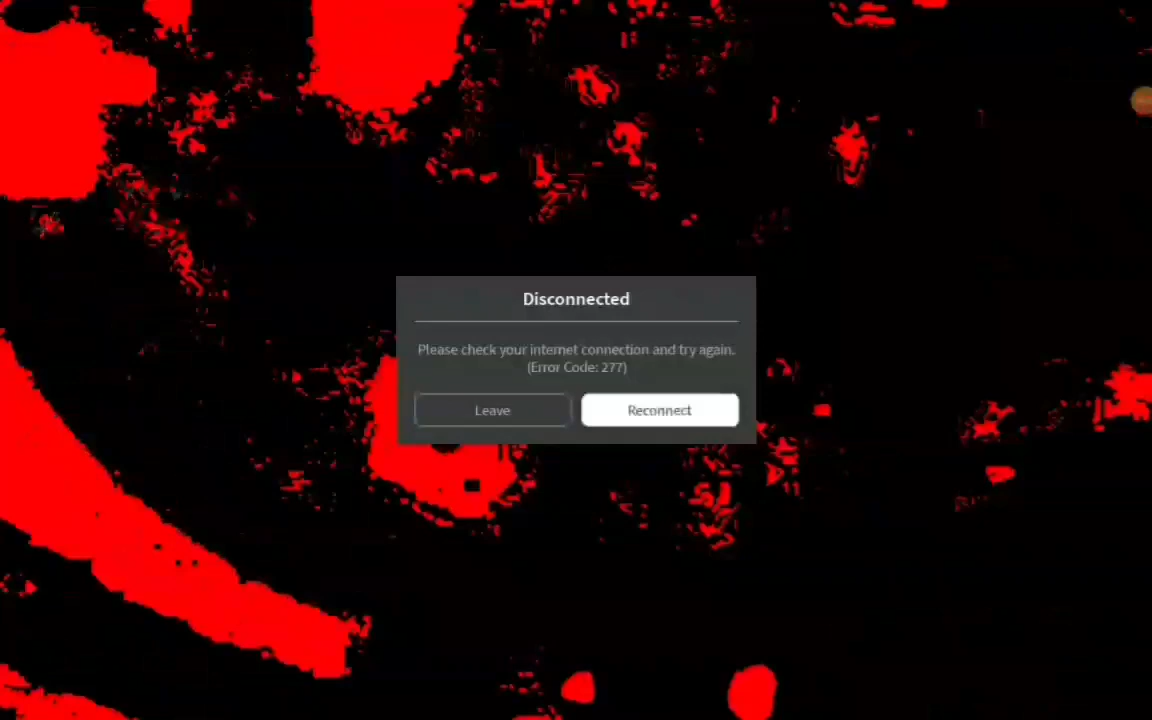 Disconnected
Please check your internet connection and try again.
(Error Code: 277)
Leave
Reconnect